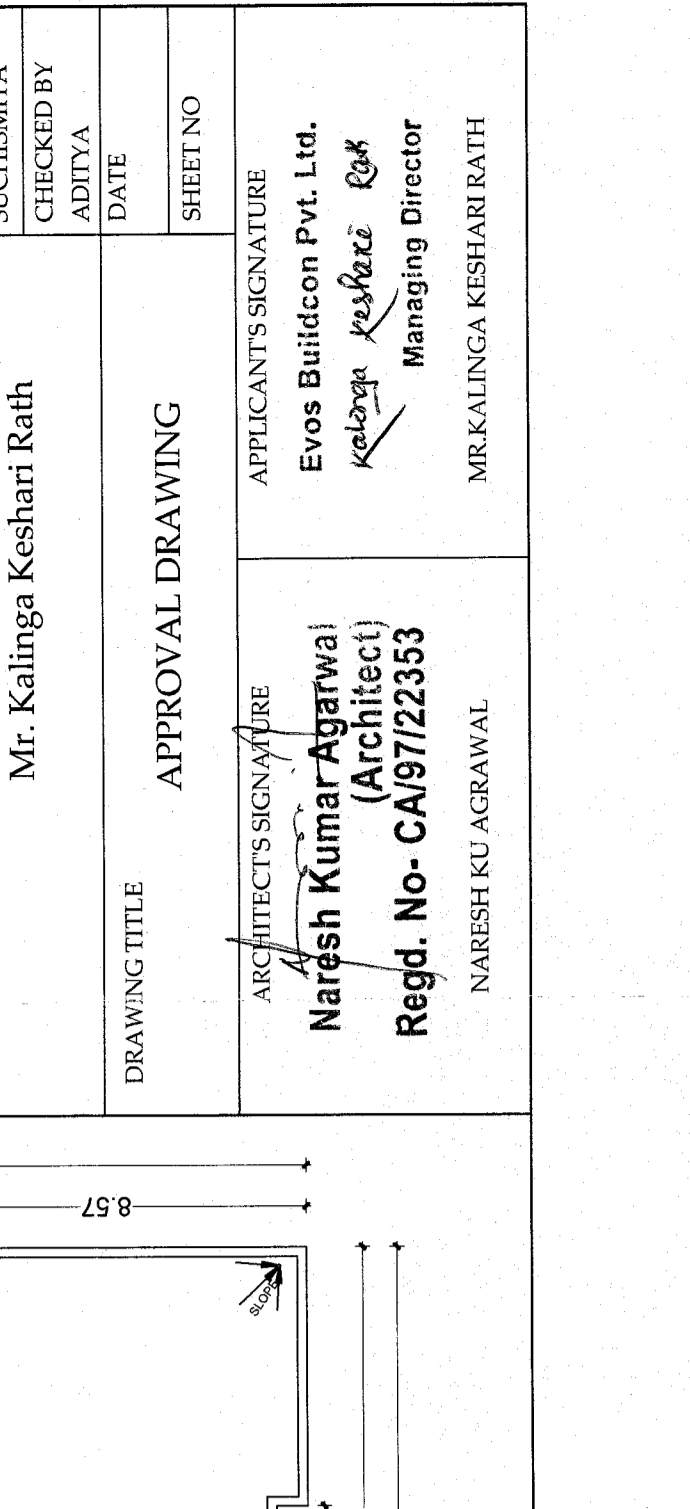 Mr. Kalinga Keshari Rath
CHECKED BY
ADITYA
DRAWING TITLE
APPROVAL DRAWING
DATE
SHEET NO
ARCHITECT'S SIGNATURE
Naresh Kumar Agarwal
(Architect)
Regd. No- CA/97/22353
NARESH KU AGRAWAL
APPLICANT'S SIGNATURE
Evos Buildcon Pvt. Ltd.
Kalinga Keshari Rath
Managing Director
MR.KALINGA KESHARI RATH
8.57
SLOPE